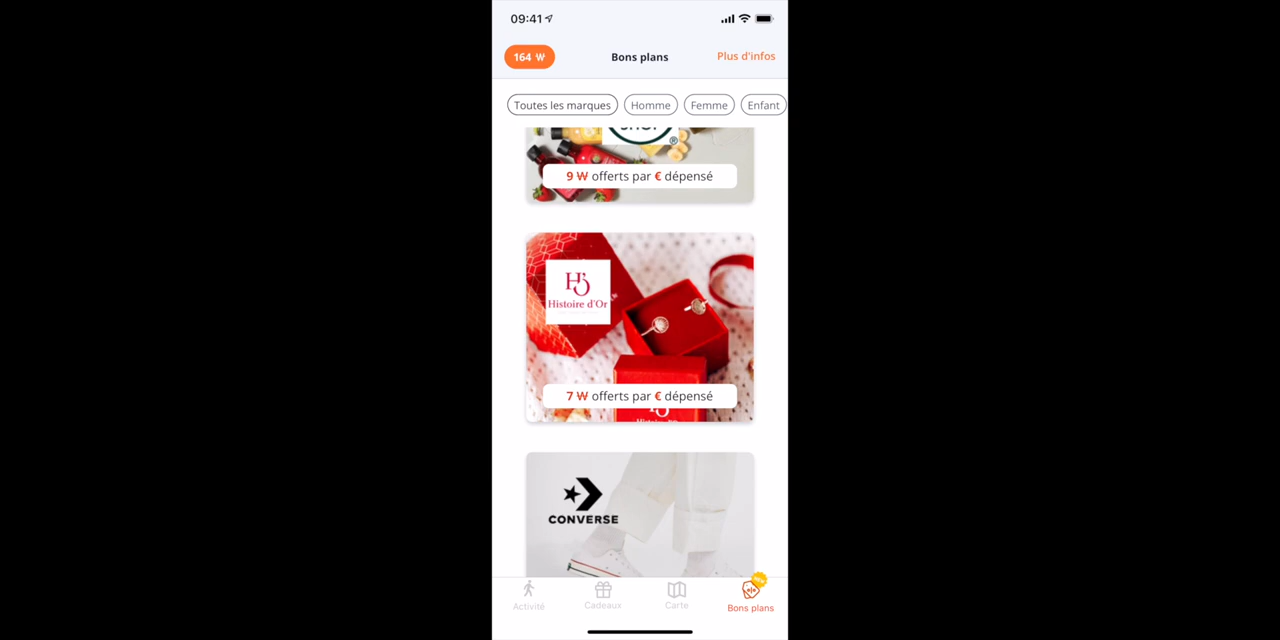 09:41
164 ₩
Bons plans
Plus d'infos
Toutes les marques
Homme
Femme
Enfant
®
9 ₩ offerts par € dépensé
Histoire d'Or
7 ₩ offerts par € dépensé
CONVERSE
NEW
Activité
Cadeaux
Carte
Bons plans